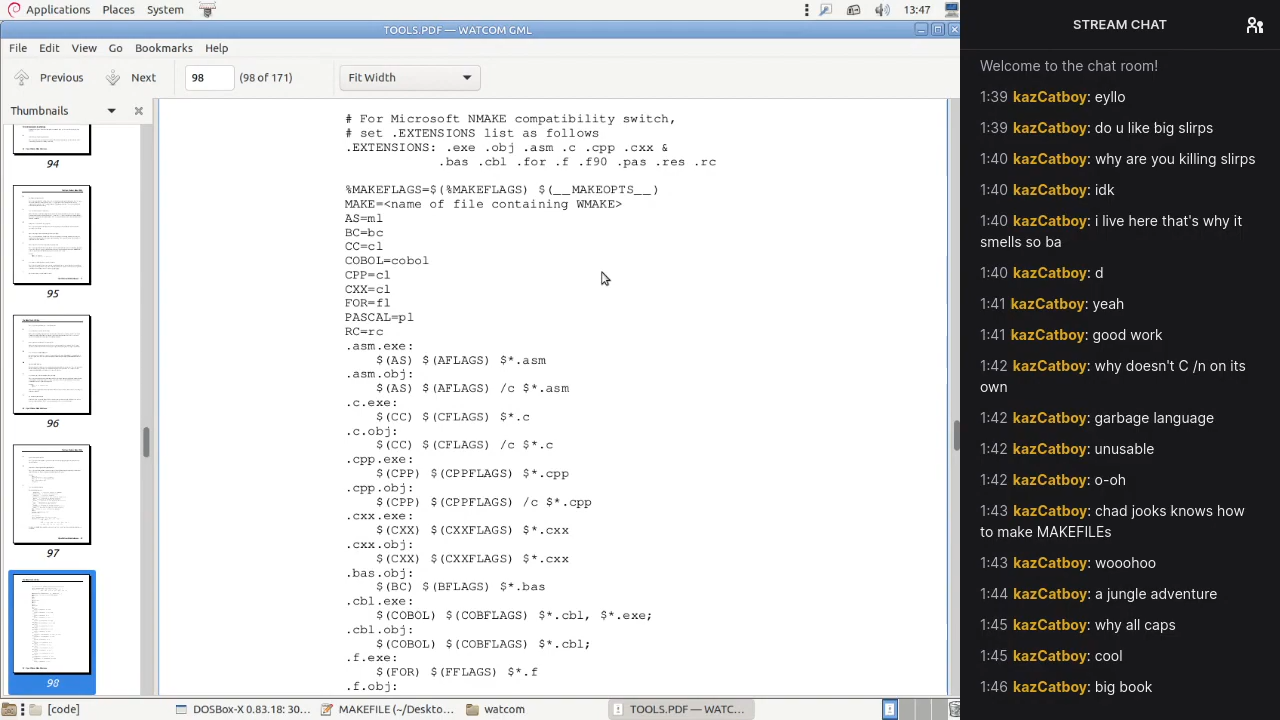 Applications Places System
13:47
TOOLS.PDF — WATCOM GML
File Edit View Go Bookmarks Help
Previous Next 98 (98 of 171) Fit Width
Thumbnails
94
95
96
97
98
# For Microsoft NMAKE compatibility switch,
# set EXTENSIONS list as follows
.EXTENSIONS: .exe .obj .asm .c .cpp .cxx &
.bas .cbl .for .f .f90 .pas .res .rc
%MAKEFLAGS=$(%MAKEFLAGS) $(__MAKEOPTS__)
MAKE=<name of file containing WMAKE>
AS=ml
BC=bc
CC=cl
COBOL=cobol
CPP=cl
CXX=cl
FOR=fl
PASCAL=pl
RC=rc
.asm.exe:
$(AS) $(AFLAGS) $*.asm
.asm.obj:
$(AS) $(AFLAGS) /c $*.asm
.c.exe:
$(CC) $(CFLAGS) $*.c
.c.obj:
$(CC) $(CFLAGS) /c $*.c
.cpp.exe:
$(CPP) $(CPPFLAGS) $*.cpp
.cpp.obj:
$(CPP) $(CPPFLAGS) /c $*.cpp
.cxx.exe:
$(CXX) $(CXXFLAGS) $*.cxx
.cxx.obj:
$(CXX) $(CXXFLAGS) $*.cxx
.bas.obj:
$(BC) $(BFLAGS) $*.bas
.cbl.exe:
$(COBOL) $(COBFLAGS) $*.cbl, $*.exe;
.cbl.obj:
$(COBOL) $(COBFLAGS) $*.cbl;
.f.exe:
$(FOR) $(FFLAGS) $*.f
.f.obj:
[code] DOSBox-X 0.8.18: 30... MAKEFILE (~/Deskto... watcom TOOLS.PDF — WATC...
STREAM CHAT
Welcome to the chat room!
1:39 kazCatboy: eyllo
1:39 kazCatboy: do u like bad slirps
1:40 kazCatboy: why are you killing slirps
1:40 kazCatboy: idk
1:40 kazCatboy: i live here idk why it
smells so ba
1:40 kazCatboy: d
1:41 kazCatboy: yeah
1:41 kazCatboy: good work
1:42 kazCatboy: why doesn't C /n on its
own
1:42 kazCatboy: garbage language
1:42 kazCatboy: unusable
1:42 kazCatboy: o-oh
1:43 kazCatboy: chad jooks knows how
to make MAKEFILEs
1:43 kazCatboy: wooohoo
1:44 kazCatboy: a jungle adventure
1:45 kazCatboy: why all caps
1:45 kazCatboy: cool
1:46 kazCatboy: big book